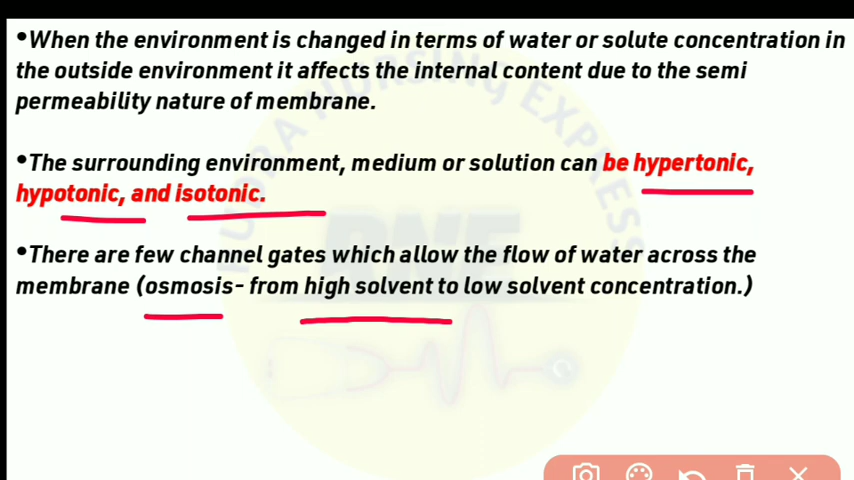 •When the environment is changed in terms of water or solute concentration in
the outside environment it affects the internal content due to the semi
permeability nature of membrane.
•The surrounding environment, medium or solution can be hypertonic,
hypotonic, and isotonic.
•There are few channel gates which allow the flow of water across the
membrane (osmosis- from high solvent to low solvent concentration.)
NURSING EXPRESS
RNE